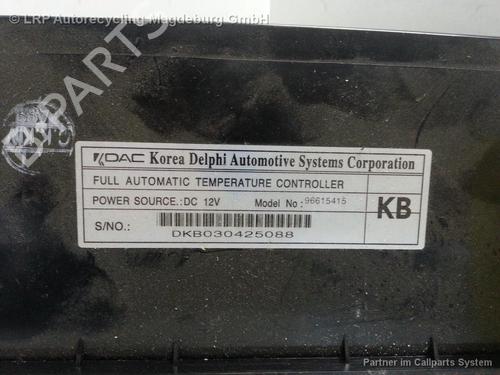 © LRP Autorecycling Magdeburg GmbH
B-PARTS
KDAC Korea Delphi Automotive Systems Corporation
FULL AUTOMATIC TEMPERATURE CONTROLLER
POWER SOURCE.: DC 12V Model No : 96615415
KB
S/NO.:
DKB030425088
Partner im Callparts System